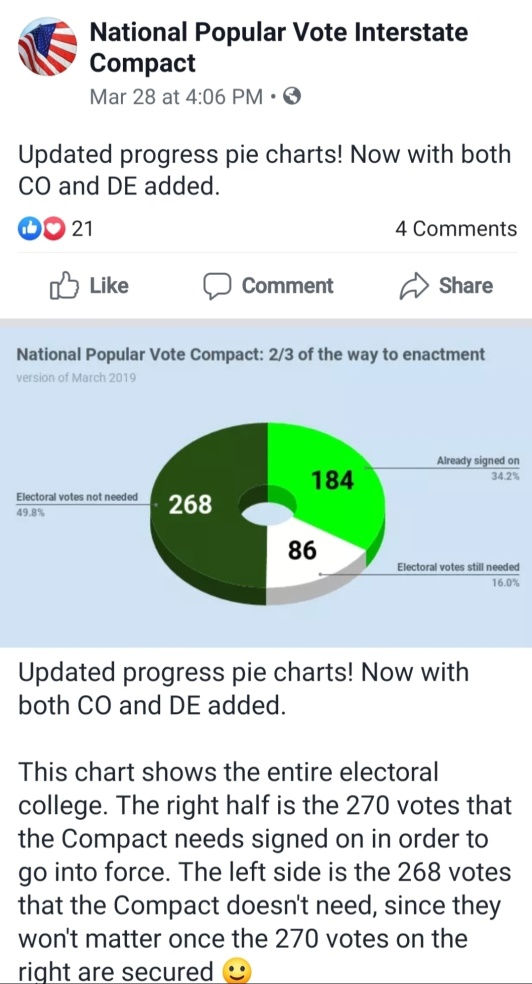 National Popular Vote Interstate
Compact
Mar 28 at 4:06 PM •
Updated progress pie charts! Now with both
CO and DE added.
21
4 Comments
Like
Comment
Share
National Popular Vote Compact: 2/3 of the way to enactment
version of March 2019
Already signed on
34.2%
184
Electoral votes not needed
49.8%
268
86
Electoral votes still needed
16.0%
Updated progress pie charts! Now with
both CO and DE added.
This chart shows the entire electoral
college. The right half is the 270 votes that
the Compact needs signed on in order to
go into force. The left side is the 268 votes
that the Compact doesn't need, since they
won't matter once the 270 votes on the
right are secured 🙂